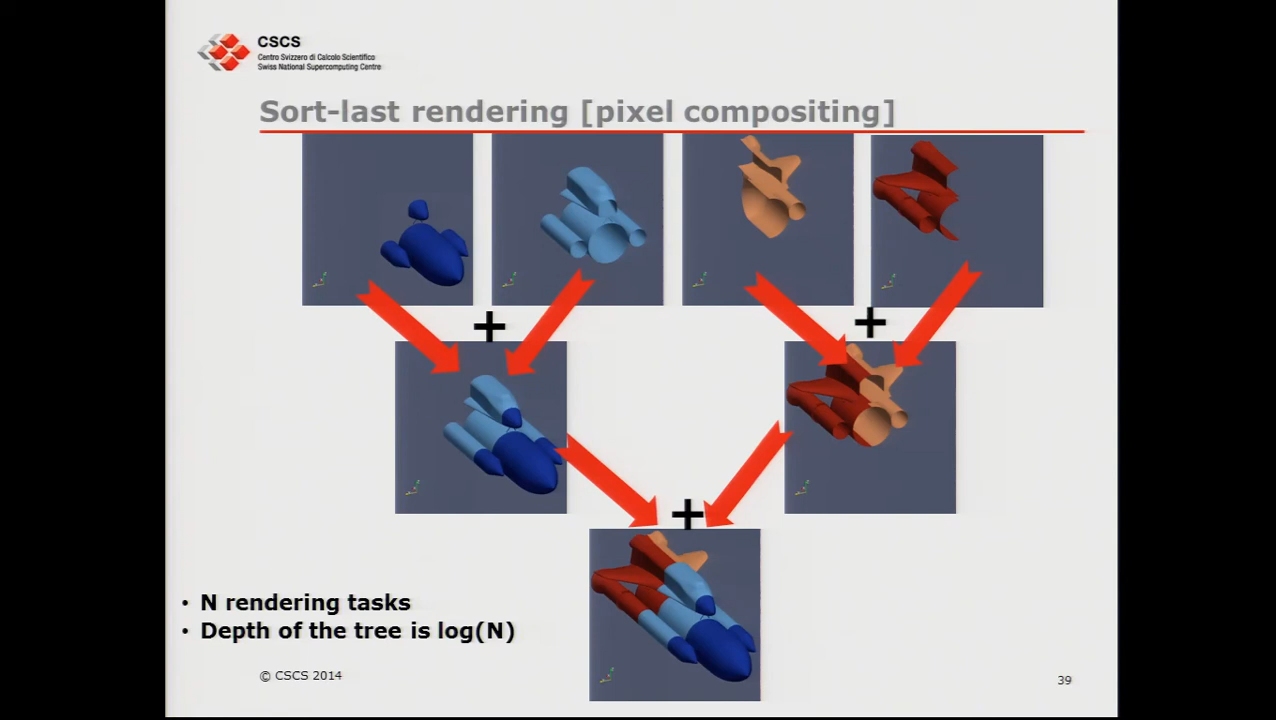 CSCS
Centro Svizzero di Calcolo Scientifico
Swiss National Supercomputing Centre
Sort-last rendering [pixel compositing]
+
+
+
• N rendering tasks
• Depth of the tree is log(N)
© CSCS 2014
39